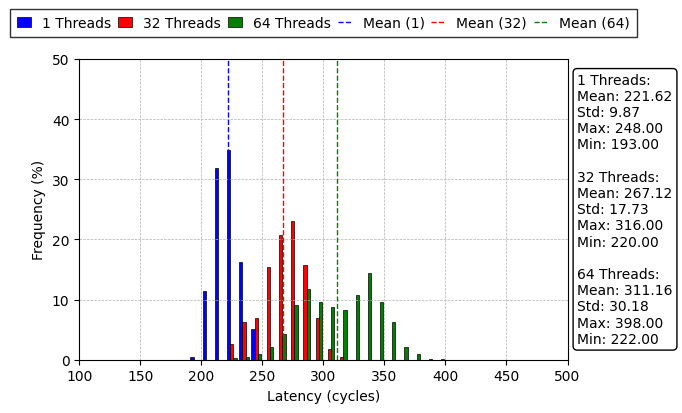 1 Threads 32 Threads 64 Threads Mean (1) Mean (32) Mean (64)
50
40
30
20
10
0
Frequency (%)
100 150 200 250 300 350 400 450 500
Latency (cycles)
1 Threads:
Mean: 221.62
Std: 9.87
Max: 248.00
Min: 193.00
32 Threads:
Mean: 267.12
Std: 17.73
Max: 316.00
Min: 220.00
64 Threads:
Mean: 311.16
Std: 30.18
Max: 398.00
Min: 222.00